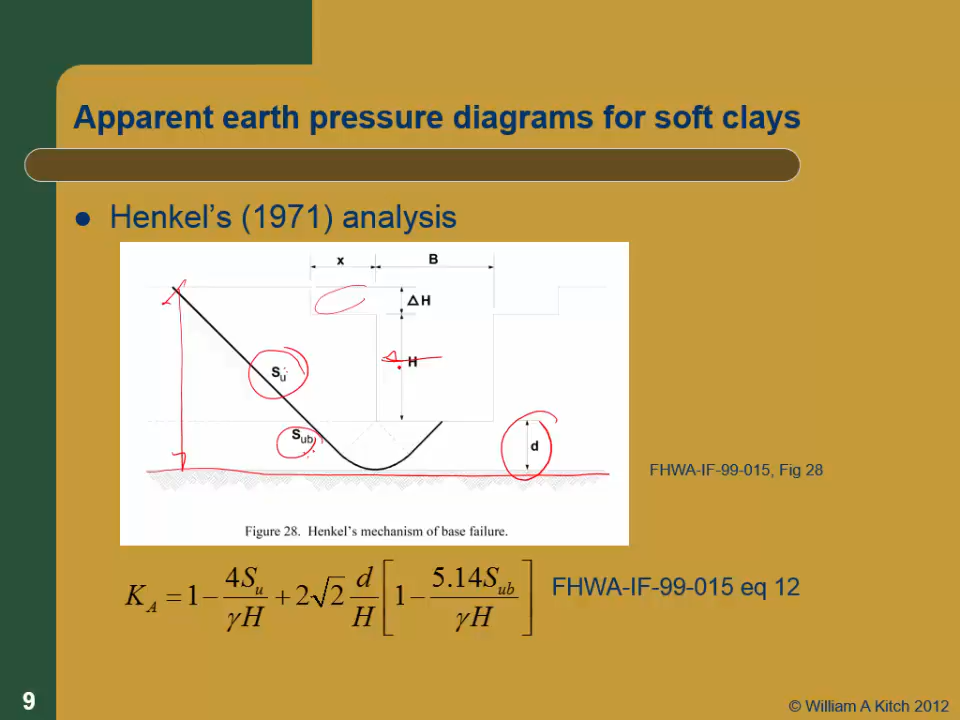 Apparent earth pressure diagrams for soft clays
Henkel's (1971) analysis
x B
ΔH
H
Su
Sub
d
FHWA-IF-99-015, Fig 28
Figure 28. Henkel's mechanism of base failure.
K_A = 1 - 4S_u/γH + 2√2 d/H [1 - 5.14S_ub/γH] FHWA-IF-99-015 eq 12
9
© William A Kitch 2012